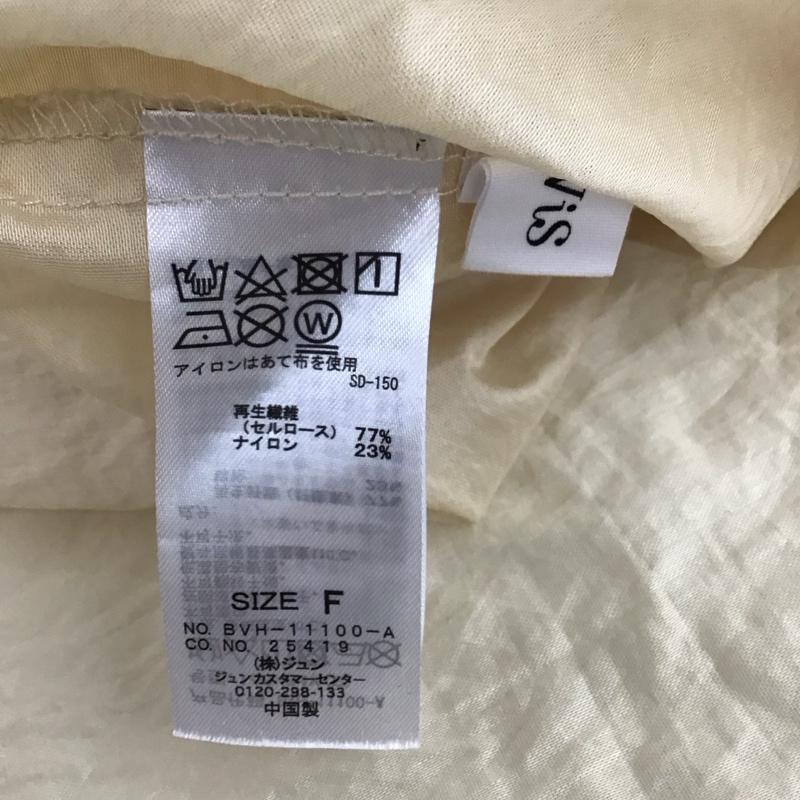 ViS
W
アイロンはあて布を使用
SD-150
再生繊維
(セルロース) 77%
ナイロン 23%
SIZE F
NO. BVH-11100-A
CO. NO. 25419
(株)ジュン
ジュンカスタマーセンター
0120-298-133
中国製